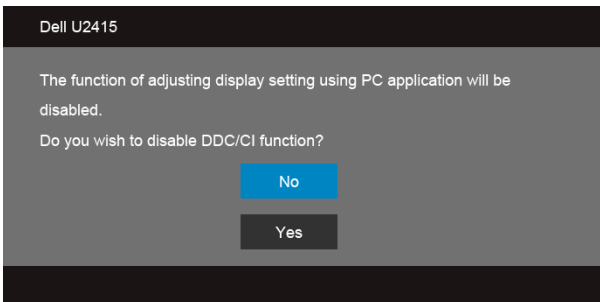 Dell U2415
The function of adjusting display setting using PC application will be
disabled.
Do you wish to disable DDC/CI function?
No
Yes